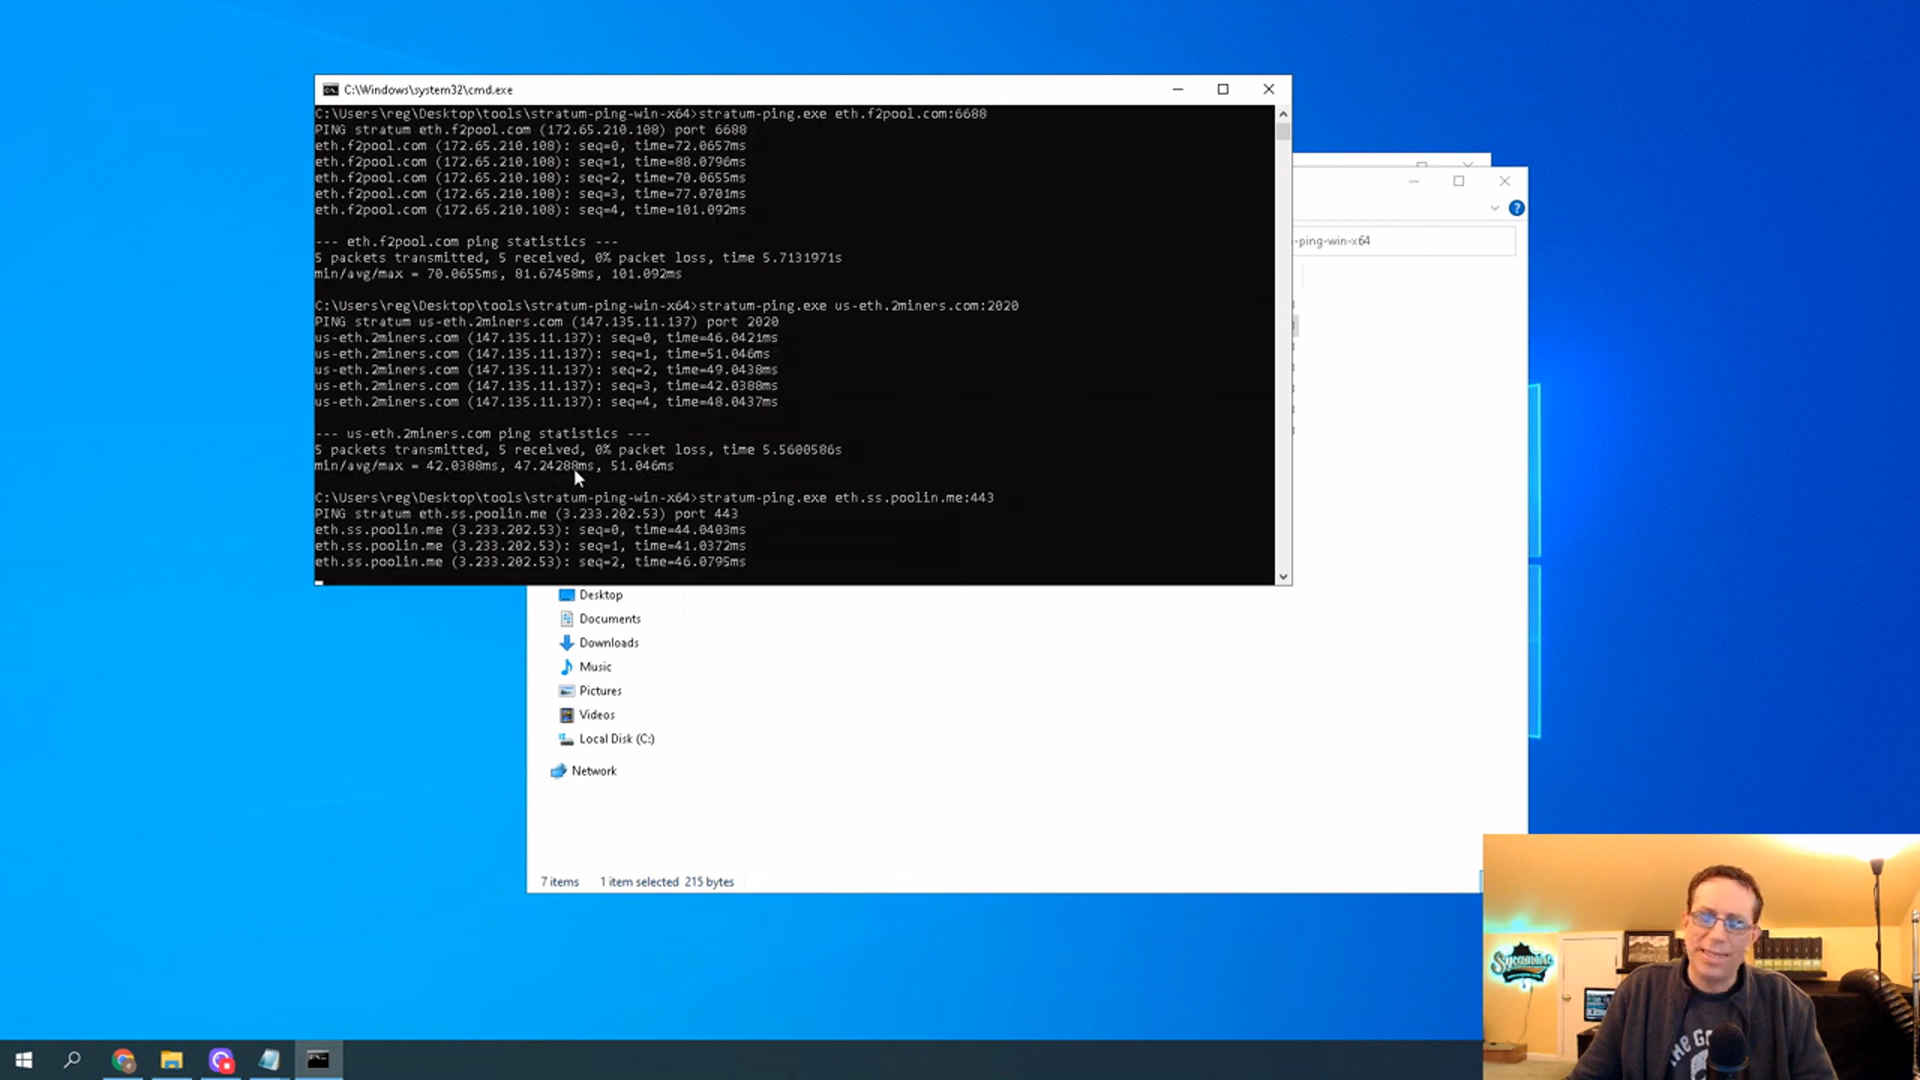 C:\Windows\system32\cmd.exe
C:\Users\reg\Desktop\tools\stratum-ping-win-x64>stratum-ping.exe eth.f2pool.com:6688
PING stratum eth.f2pool.com (172.65.210.108) port 6688
eth.f2pool.com (172.65.210.108): seq=0, time=72.0657ms
eth.f2pool.com (172.65.210.108): seq=1, time=88.0796ms
eth.f2pool.com (172.65.210.108): seq=2, time=70.0655ms
eth.f2pool.com (172.65.210.108): seq=3, time=77.0701ms
eth.f2pool.com (172.65.210.108): seq=4, time=101.092ms
--- eth.f2pool.com ping statistics ---
5 packets transmitted, 5 received, 0% packet loss, time 5.7131971s
min/avg/max = 70.0655ms, 81.67458ms, 101.092ms
C:\Users\reg\Desktop\tools\stratum-ping-win-x64>stratum-ping.exe us-eth.2miners.com:2020
PING stratum us-eth.2miners.com (147.135.11.137) port 2020
us-eth.2miners.com (147.135.11.137): seq=0, time=46.0421ms
us-eth.2miners.com (147.135.11.137): seq=1, time=51.046ms
us-eth.2miners.com (147.135.11.137): seq=2, time=49.0438ms
us-eth.2miners.com (147.135.11.137): seq=3, time=42.0388ms
us-eth.2miners.com (147.135.11.137): seq=4, time=48.0437ms
--- us-eth.2miners.com ping statistics ---
5 packets transmitted, 5 received, 0% packet loss, time 5.5600586s
min/avg/max = 42.0388ms, 47.24288ms, 51.046ms
C:\Users\reg\Desktop\tools\stratum-ping-win-x64>stratum-ping.exe eth.ss.poolin.me:443
PING stratum eth.ss.poolin.me (3.233.202.53) port 443
eth.ss.poolin.me (3.233.202.53): seq=0, time=44.0403ms
eth.ss.poolin.me (3.233.202.53): seq=1, time=41.0372ms
eth.ss.poolin.me (3.233.202.53): seq=2, time=46.0795ms
-ping-win-x64
Desktop
Documents
Downloads
Music
Pictures
Videos
Local Disk (C:)
Network
7 items 1 item selected 215 bytes
THE